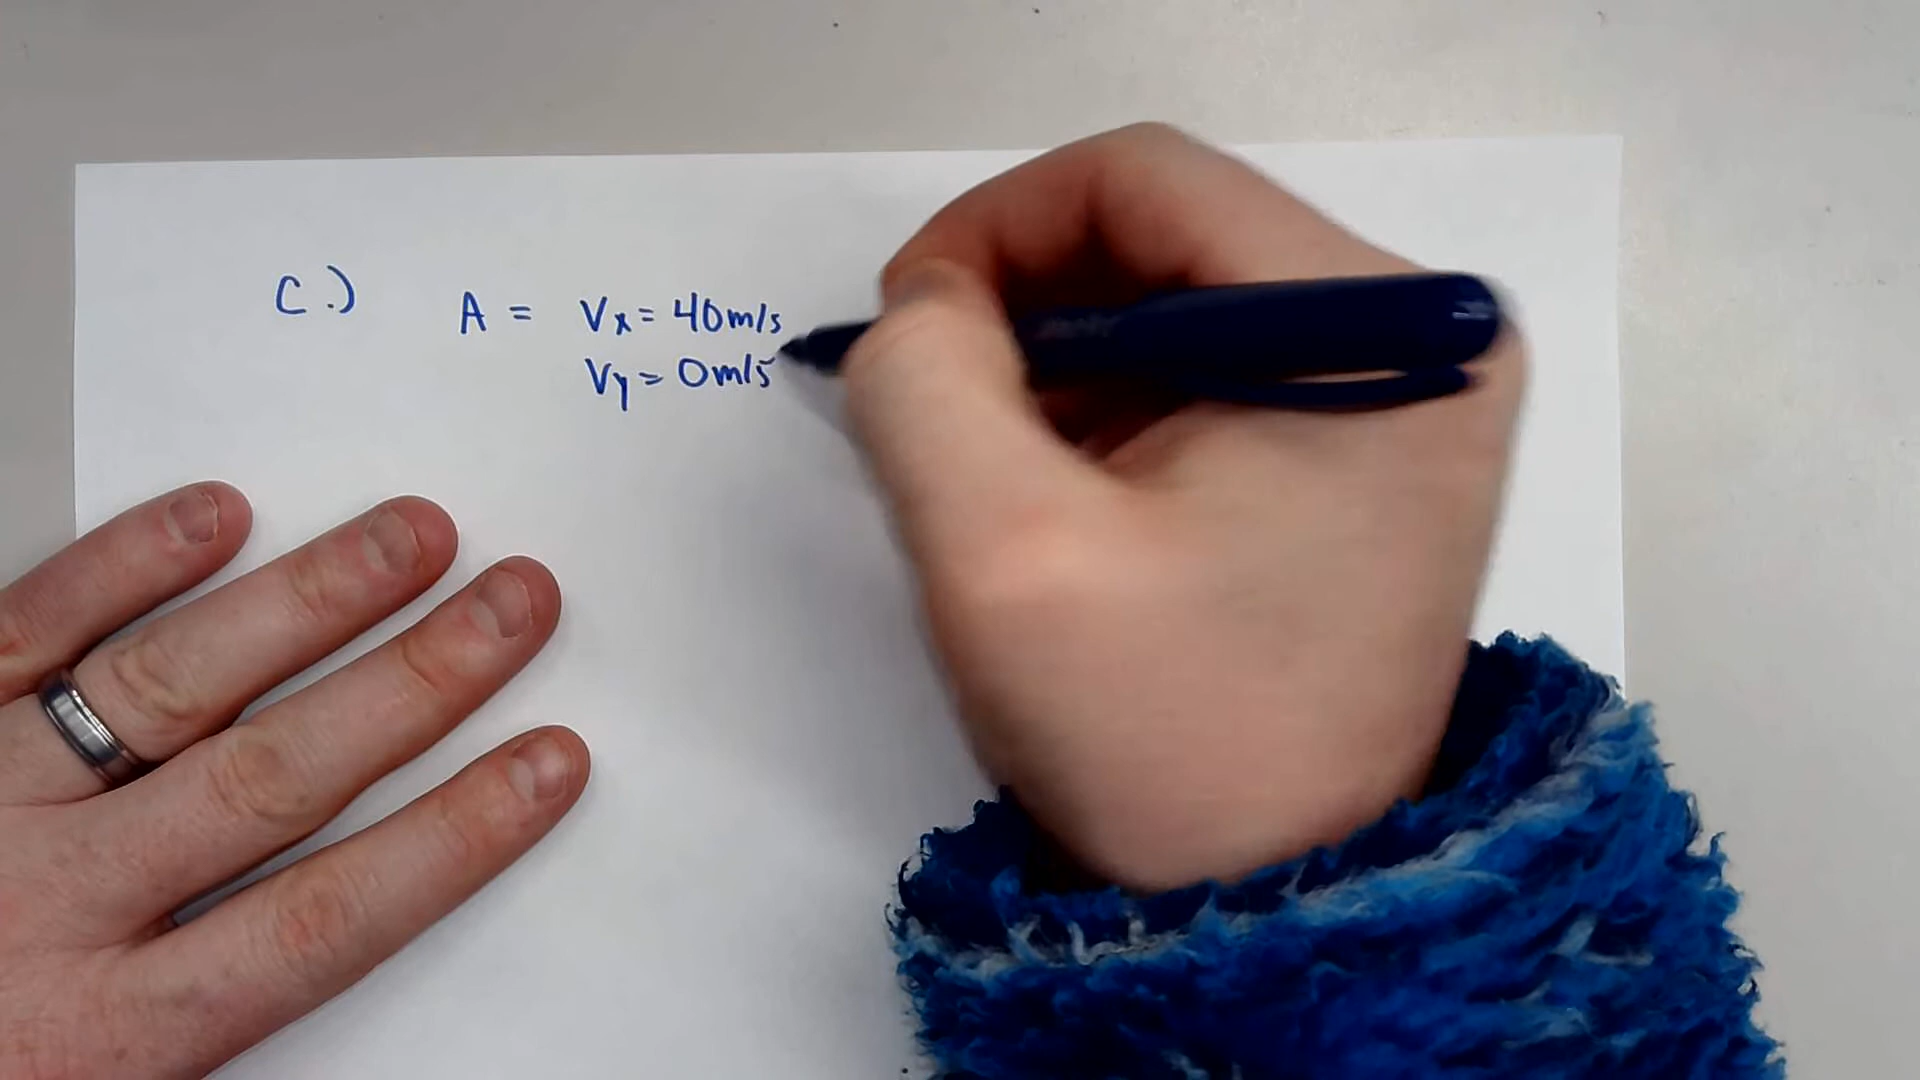 C.) A = Vx = 40m/s
Vy = 0m/s